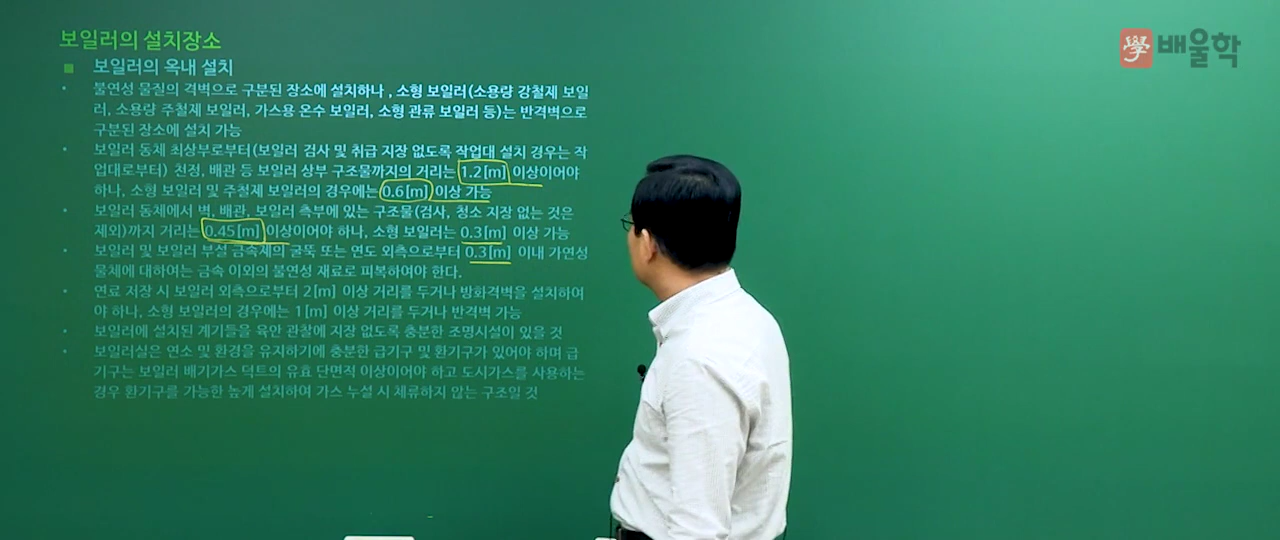 보일러의 설치장소
學 배울학
■ 보일러의 옥내 설치
• 불연성 물질의 격벽으로 구분된 장소에 설치하나 , 소형 보일러(소용량 강철제 보일
러, 소용량 주철제 보일러, 가스용 온수 보일러, 소형 관류 보일러 등)는 반격벽으로
구분된 장소에 설치 가능
• 보일러 동체 최상부로부터(보일러 검사 및 취급 지장 없도록 작업대 설치 경우는 작
업대로부터) 천정, 배관 등 보일러 상부 구조물까지의 거리는 1.2[m] 이상이어야
하나, 소형 보일러 및 주철제 보일러의 경우에는 0.6[m] 이상 가능
• 보일러 동체에서 벽, 배관, 보일러 측부에 있는 구조물(검사, 청소 지장 없는 것은
제외)까지 거리는 0.45[m] 이상이어야 하나, 소형 보일러는 0.3[m] 이상 가능
• 보일러 및 보일러 부설 금속제의 굴뚝 또는 연도 외측으로부터 0.3[m] 이내 가연성
물체에 대하여는 금속 이외의 불연성 재료로 피복하여야 한다.
• 연료 저장 시 보일러 외측으로부터 2[m] 이상 거리를 두거나 방화격벽을 설치하여
야 하나, 소형 보일러의 경우에는 1[m] 이상 거리를 두거나 반격벽 가능
• 보일러에 설치된 계기들을 육안 관찰에 지장 없도록 충분한 조명시설이 있을 것
• 보일러실은 연소 및 환경을 유지하기에 충분한 급기구 및 환기구가 있어야 하며 급
기구는 보일러 배기가스 덕트의 유효 단면적 이상이어야 하고 도시가스를 사용하는
경우 환기구를 가능한 높게 설치하여 가스 누설 시 체류하지 않는 구조일 것